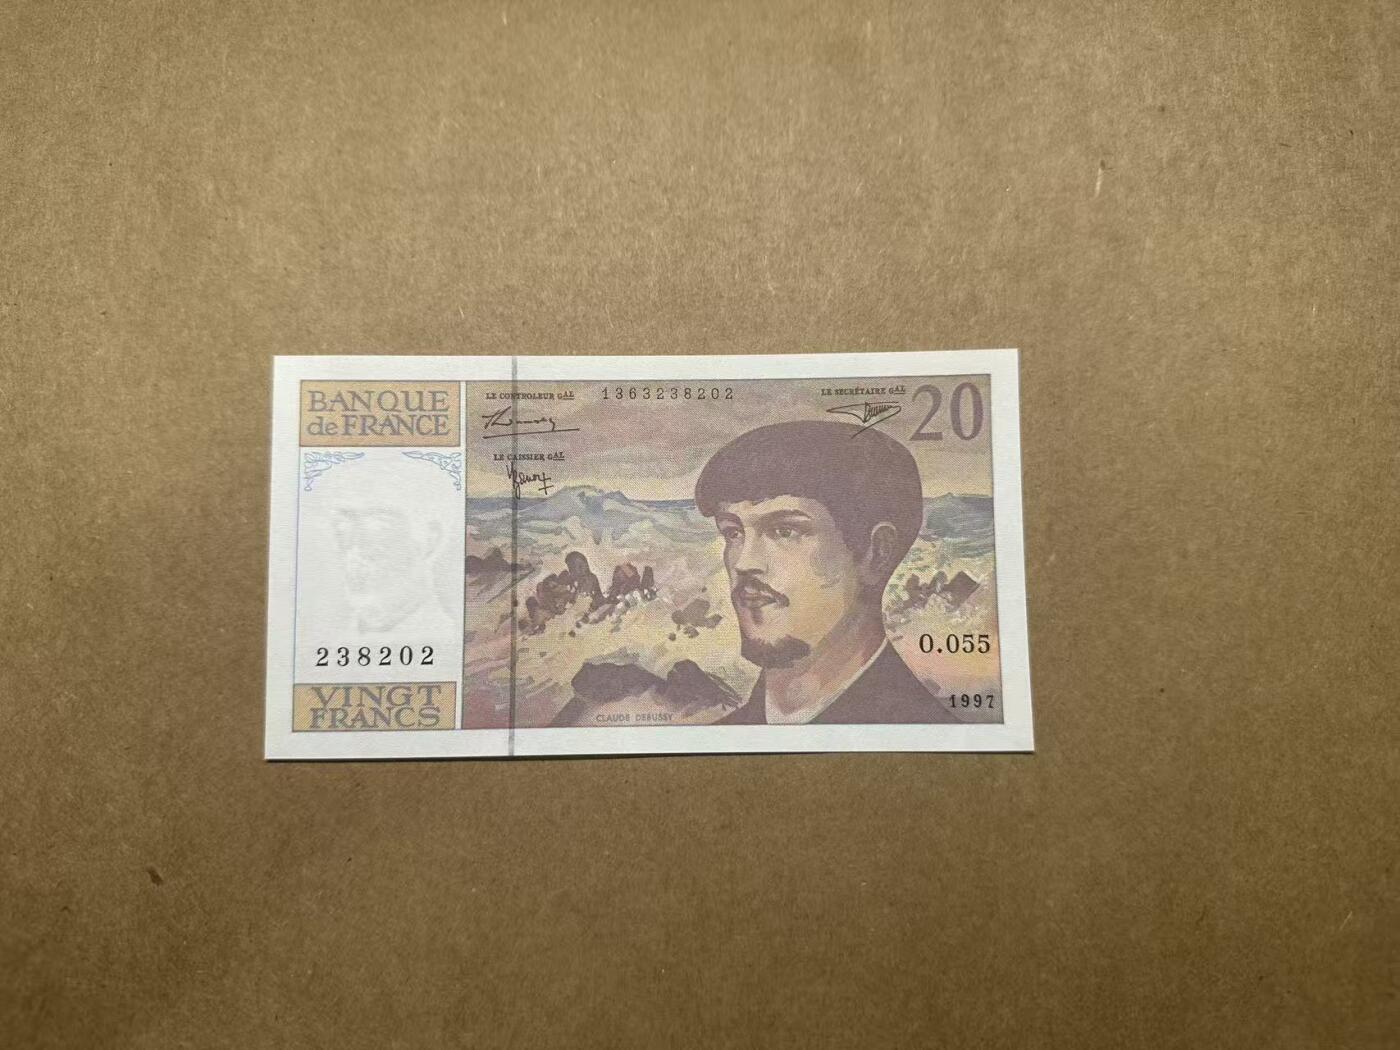 BANQUE
de FRANCE
LE CONTROLEUR GAL
1363238202
LE SECRÉTAIRE GAL
20
LE CAISSIER GAL
238202
O.055
VINGT
FRANCS
1997
CLAUDE DEBUSSY